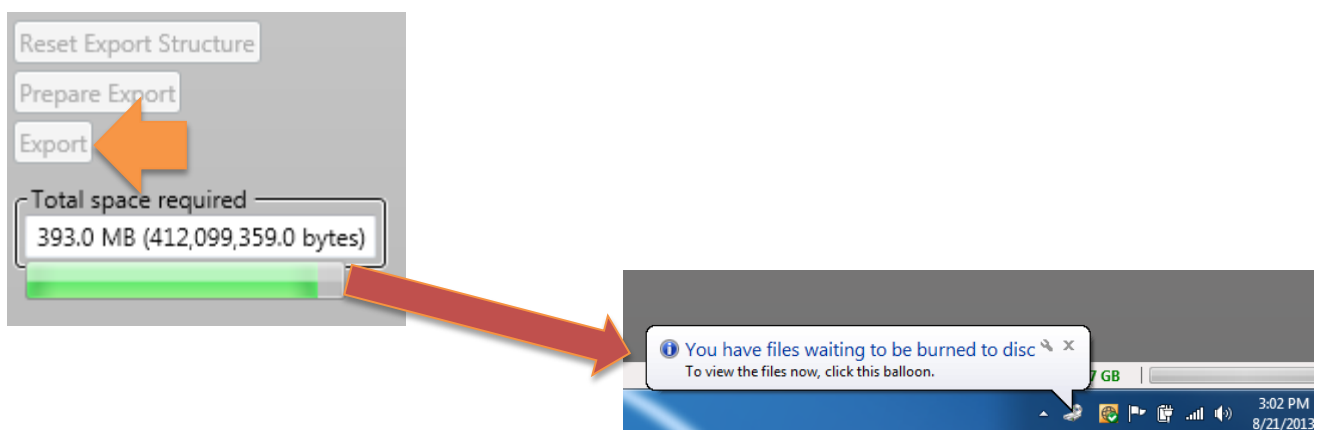 Reset Export Structure
Prepare Export
Export
Total space required
393.0 MB (412,099,359.0 bytes)
You have files waiting to be burned to disc
To view the files now, click this balloon.
GB
3:02 PM
8/21/2013